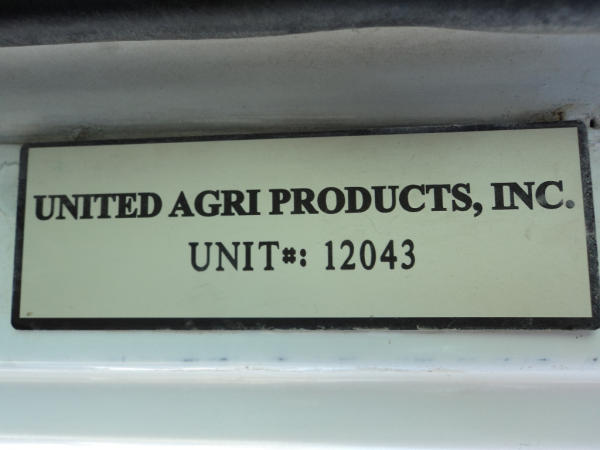 UNITED AGRI PRODUCTS, INC.
UNIT#: 12043